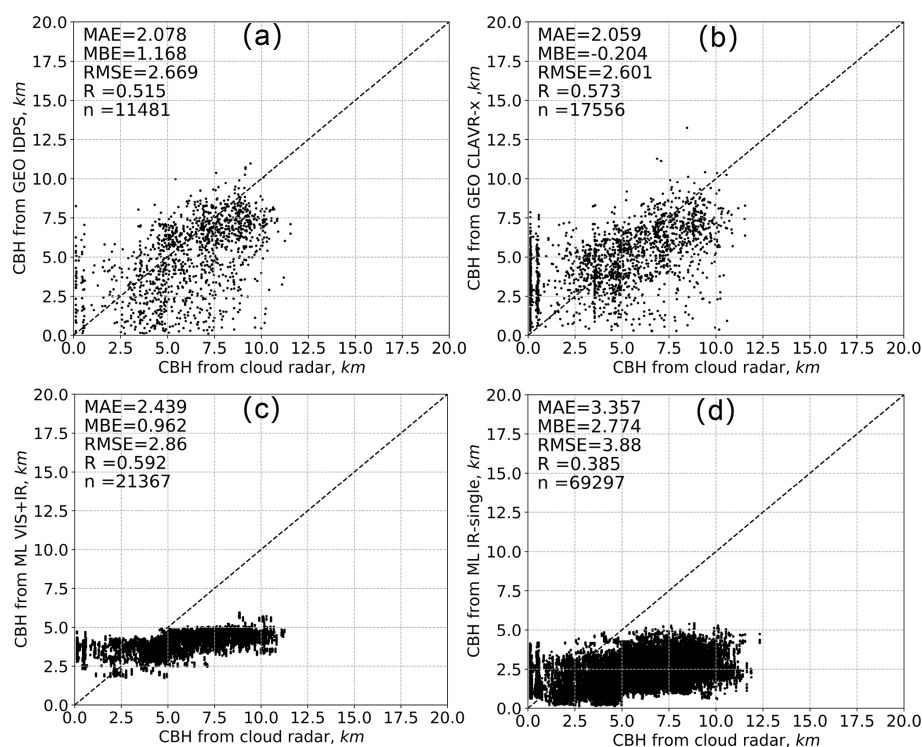 (a)
MAE=2.078
MBE=1.168
RMSE=2.669
R =0.515
n =11481
CBH from GEO IDPS, km
20.0
17.5
15.0
12.5
10.0
7.5
5.0
2.5
0.0
0.0 2.5 5.0 7.5 10.0 12.5 15.0 17.5 20.0
CBH from cloud radar, km
(b)
MAE=2.059
MBE=-0.204
RMSE=2.601
R =0.573
n =17556
CBH from GEO CLAVR-x ,km
20.0
17.5
15.0
12.5
10.0
7.5
5.0
2.5
0.0
0.0 2.5 5.0 7.5 10.0 12.5 15.0 17.5 20.0
CBH from cloud radar, km
(c)
MAE=2.439
MBE=0.962
RMSE=2.86
R =0.592
n =21367
CBH from ML VIS+IR, km
20.0
17.5
15.0
12.5
10.0
7.5
5.0
2.5
0.0
0.0 2.5 5.0 7.5 10.0 12.5 15.0 17.5 20.0
CBH from cloud radar, km
(d)
MAE=3.357
MBE=2.774
RMSE=3.88
R =0.385
n =69297
CBH from ML IR-single, km
20.0
17.5
15.0
12.5
10.0
7.5
5.0
2.5
0.0
0.0 2.5 5.0 7.5 10.0 12.5 15.0 17.5 20.0
CBH from cloud radar, km